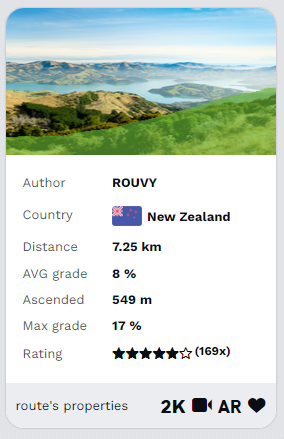 Author ROUVY
Country New Zealand
Distance 7.25 km
AVG grade 8 %
Ascended 549 m
Max grade 17 %
Rating ★★★★★☆ (169x)
route's properties 2K AR